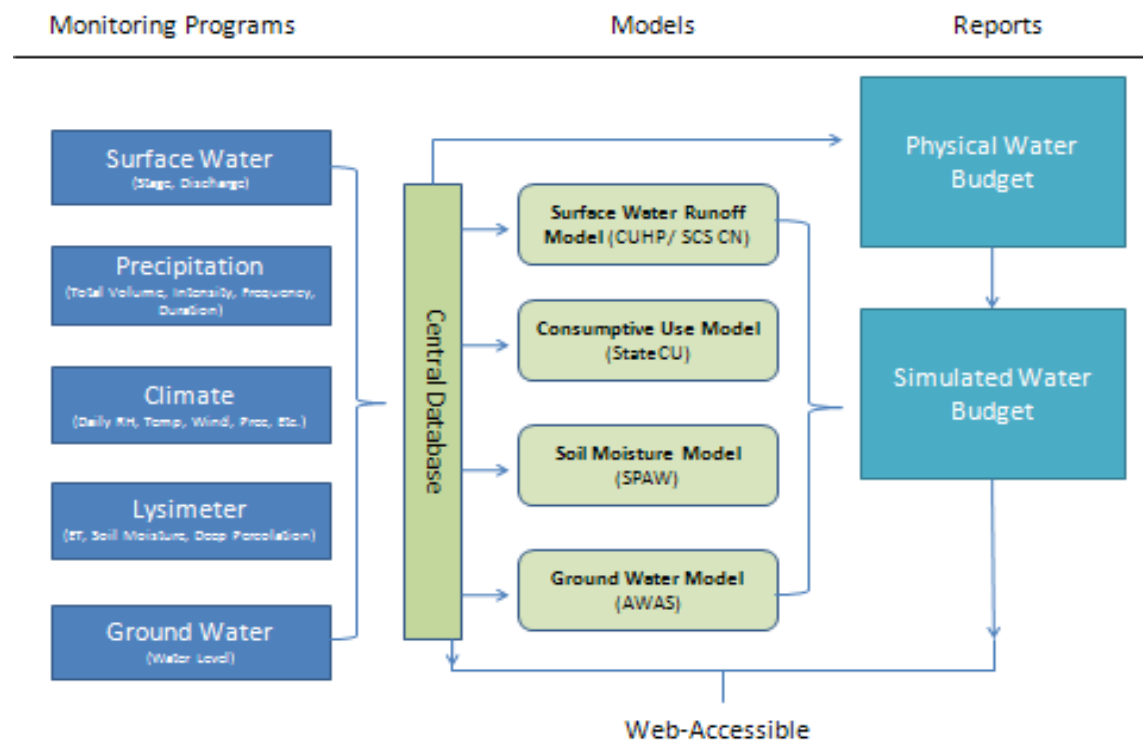 Monitoring Programs
Models
Reports
Surface Water
(Stage, Discharge)
Precipitation
(Total Volume, Intensity, Frequency,
Duration)
Climate
(Daily RH, Temp, Wind, Prec, Etc.)
Lysimeter
(ET, Soil Moisture, Deep Percolation)
Ground Water
(Water Level)
Central Database
Surface Water Runoff
Model (CUHP/ SCS CN)
Consumptive Use Model
(StateCU)
Soil Moisture Model
(SPAW)
Ground Water Model
(AWAS)
Physical Water
Budget
Simulated Water
Budget
Web-Accessible